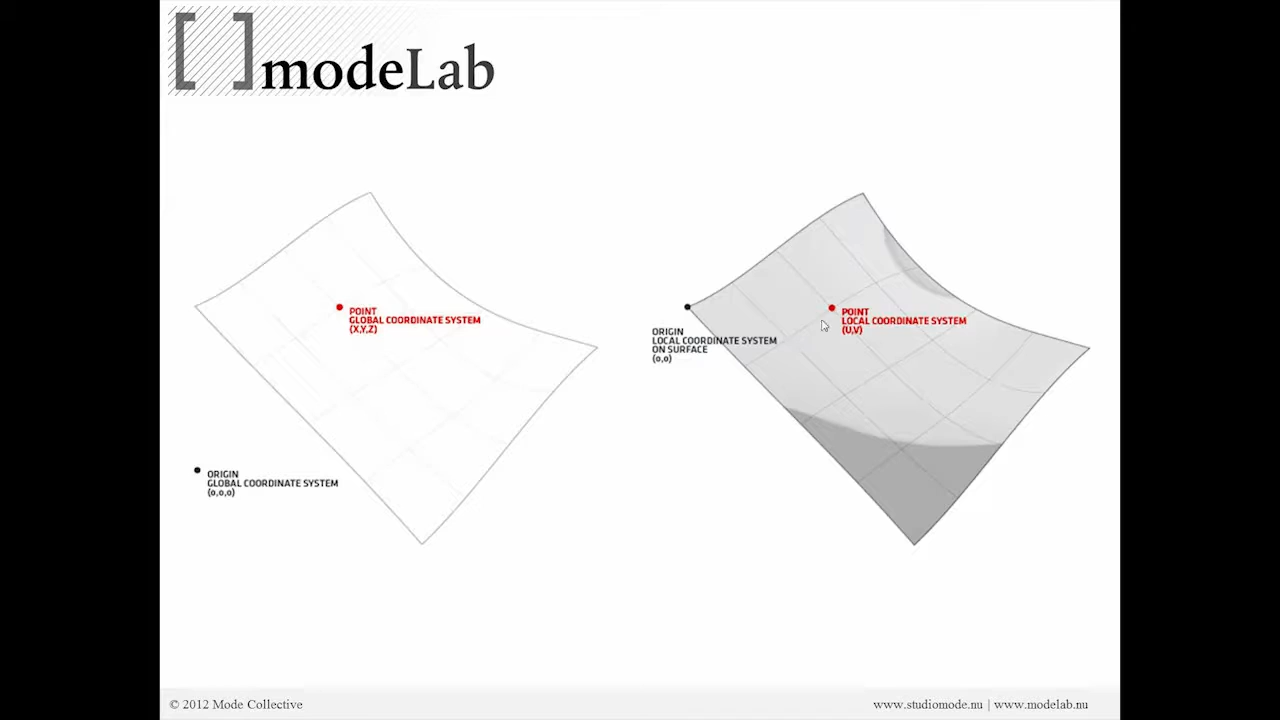 [ ] modeLab
POINT
GLOBAL COORDINATE SYSTEM
(X,Y,Z)
ORIGIN
GLOBAL COORDINATE SYSTEM
(0,0,0)
POINT
LOCAL COORDINATE SYSTEM
(U,V)
ORIGIN
LOCAL COORDINATE SYSTEM
ON SURFACE
(0,0)
© 2012 Mode Collective
www.studiomode.nu | www.modelab.nu